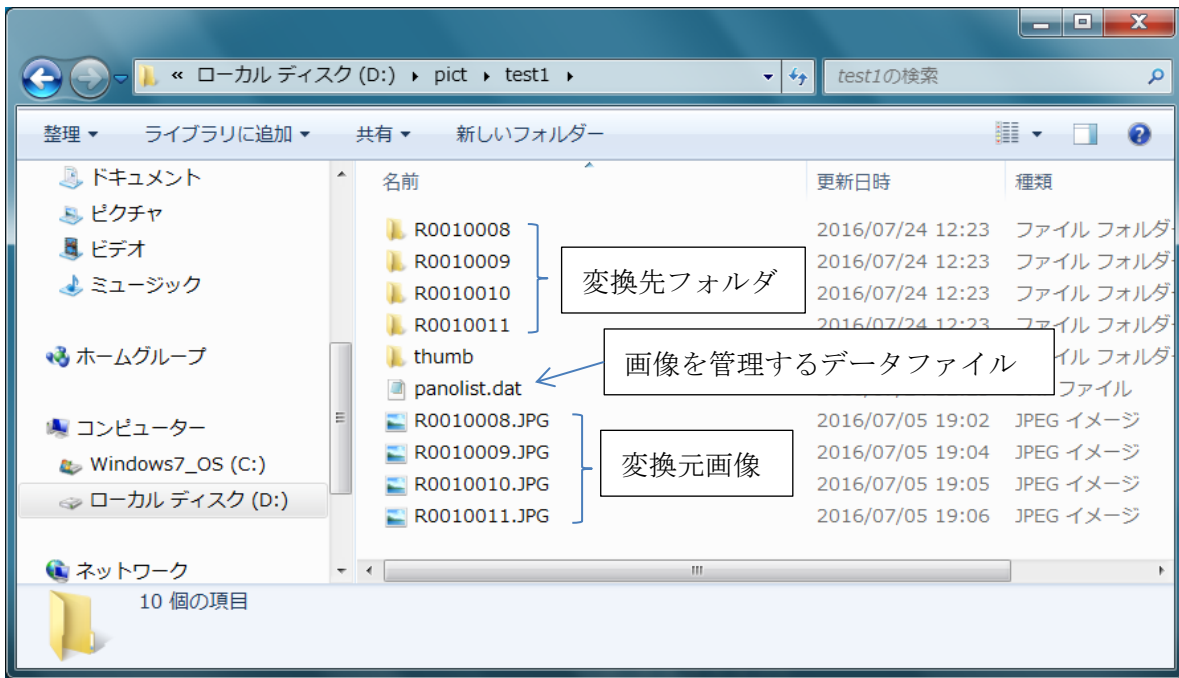 « ローカル ディスク (D:) ▸ pict ▸ test1 ▸
test1の検索
整理 ▼ ライブラリに追加 ▼ 共有 ▼ 新しいフォルダー
ドキュメント
ピクチャ
ビデオ
ミュージック
ホームグループ
コンピューター
Windows7_OS (C:)
ローカル ディスク (D:)
ネットワーク
名前 更新日時 種類
R0010008 2016/07/24 12:23 ファイル フォルダ
R0010009 2016/07/24 12:23 ファイル フォルダ
R0010010 2016/07/24 12:23 ファイル フォルダ
R0010011 2016/07/24 12:23 ファイル フォルダ
thumb イル フォルダ
panolist.dat ファイル
R0010008.JPG 2016/07/05 19:02 JPEG イメージ
R0010009.JPG 2016/07/05 19:04 JPEG イメージ
R0010010.JPG 2016/07/05 19:05 JPEG イメージ
R0010011.JPG 2016/07/05 19:06 JPEG イメージ
変換先フォルダ
画像を管理するデータファイル
変換元画像
10 個の項目